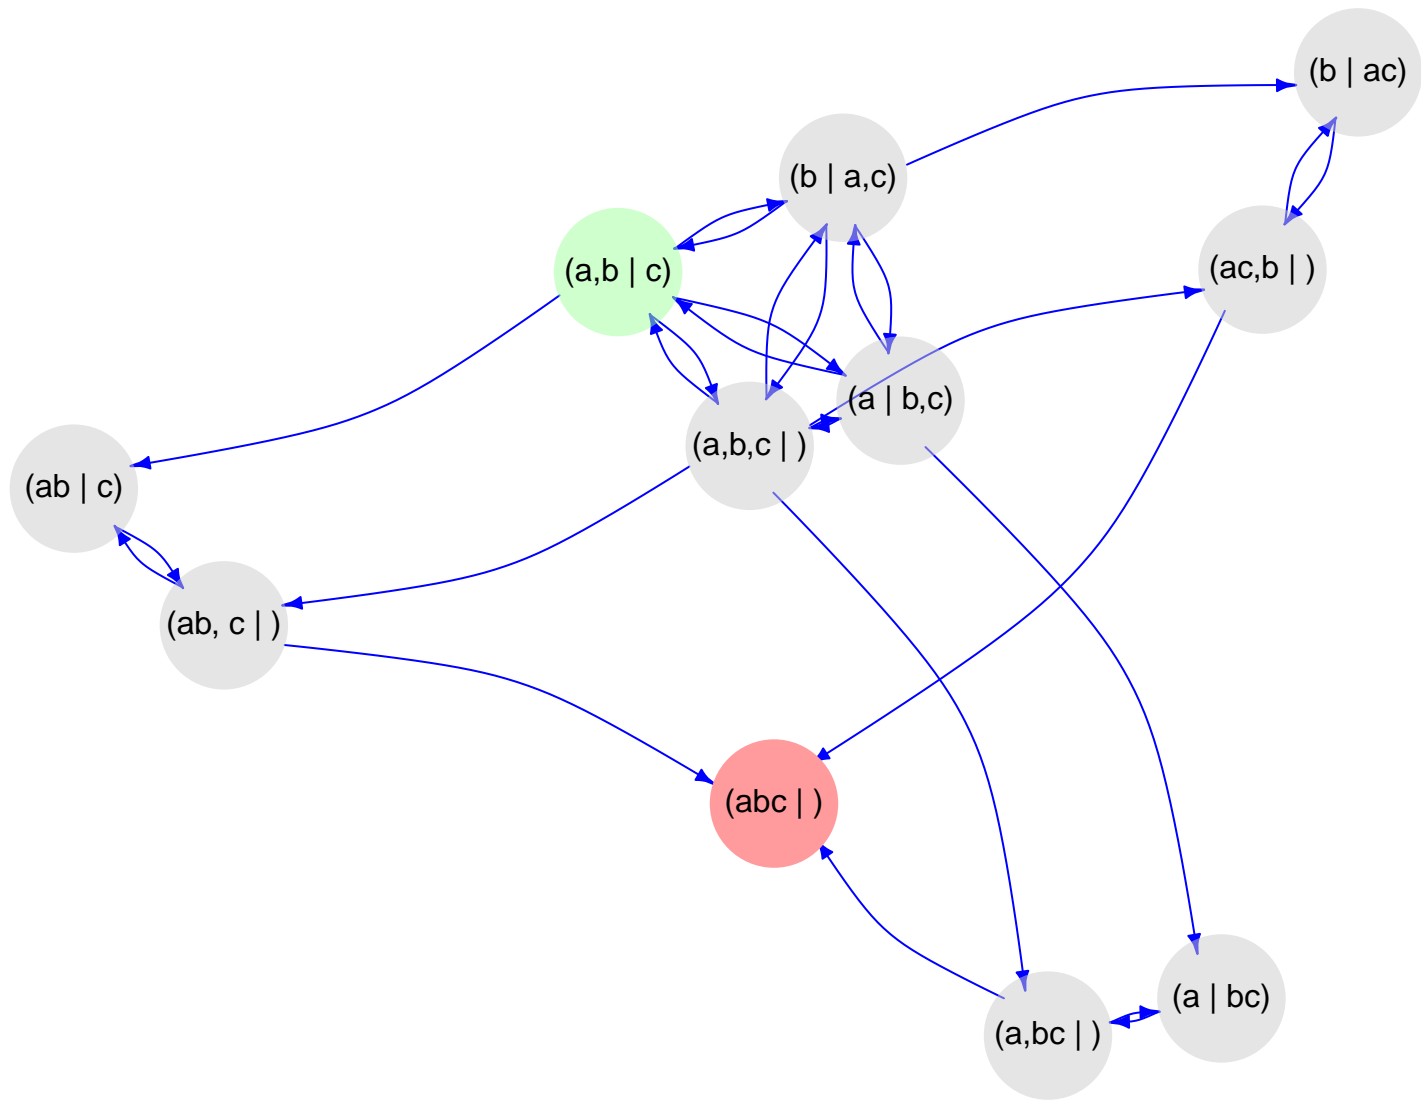 (b | ac)
(b | a,c)
(a,b | c)
(ac,b | )
(a | b,c)
(a,b,c | )
(ab | c)
(ab, c | )
(abc | )
(a | bc)
(a,bc | )